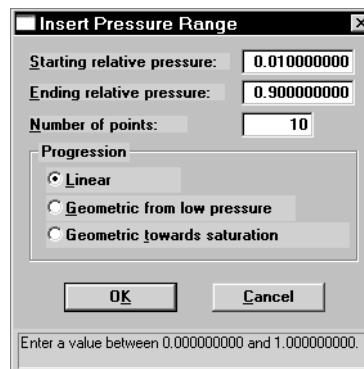 Insert Pressure Range
Starting relative pressure: 0.010000000
Ending relative pressure: 0.900000000
Number of points: 10
Progression
Linear
Geometric from low pressure
Geometric towards saturation
OK Cancel
Enter a value between 0.000000000 and 1.000000000.